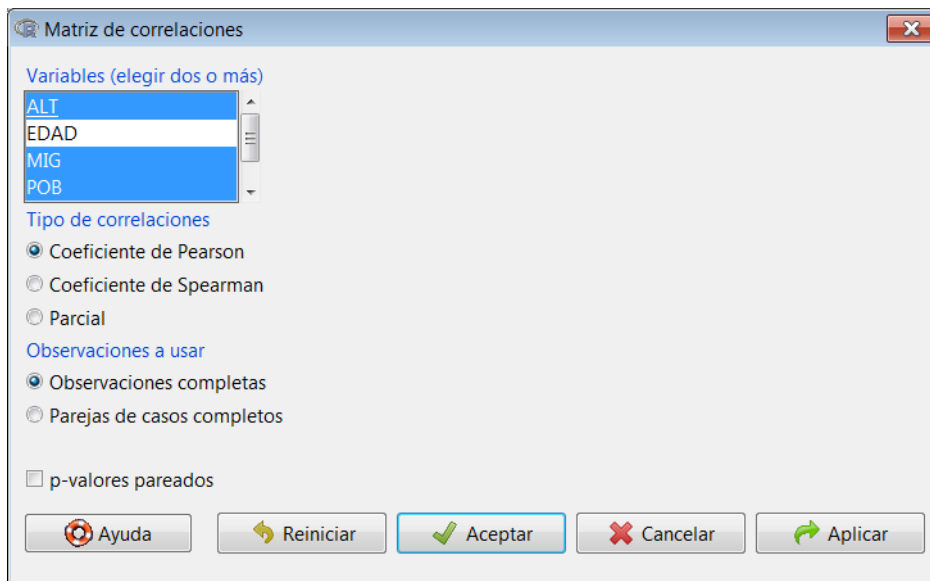 Matriz de correlaciones
Variables (elegir dos o más)
ALT
EDAD
MIG
POB
Tipo de correlaciones
Coeficiente de Pearson
Coeficiente de Spearman
Parcial
Observaciones a usar
Observaciones completas
Parejas de casos completos
p-valores pareados
Ayuda Reiniciar Aceptar Cancelar Aplicar